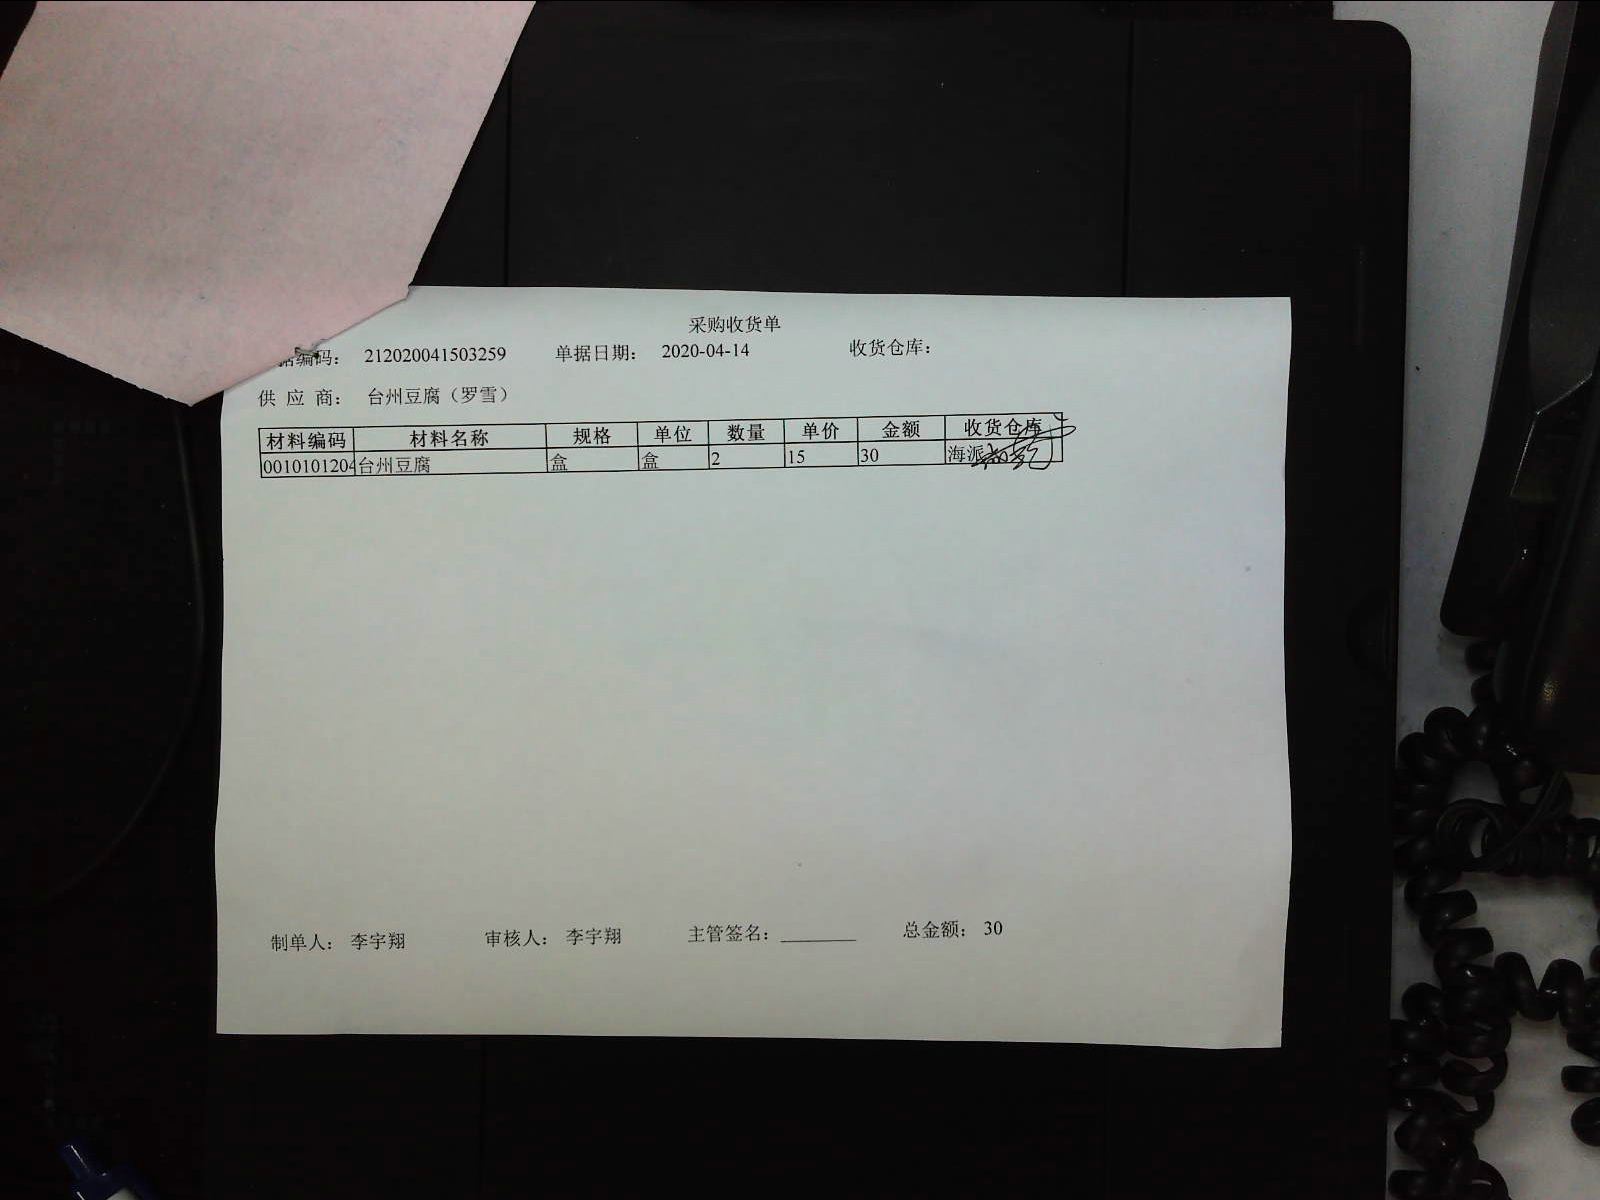 采购收货单
据编码： 212020041503259 单据日期： 2020-04-14 收货仓库：
供 应 商： 台州豆腐（罗雪）
材料编码 材料名称 规格 单位 数量 单价 金额 收货仓库
0010101204 台州豆腐 盒 盒 2 15 30 海派
制单人： 李宇翔 审核人： 李宇翔 主管签名：________ 总金额： 30